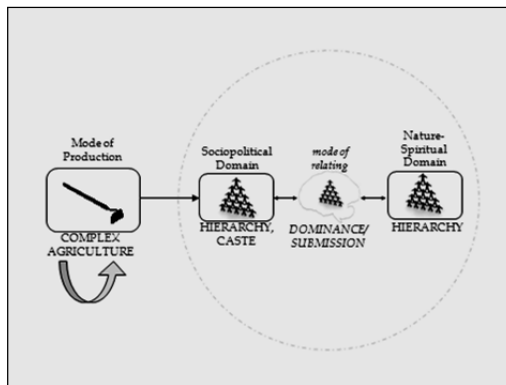 Mode of
Production
COMPLEX
AGRICULTURE
Sociopolitical
Domain
HIERARCHY,
CASTE
mode of
relating
DOMINANCE/
SUBMISSION
Nature-
Spiritual
Domain
HIERARCHY